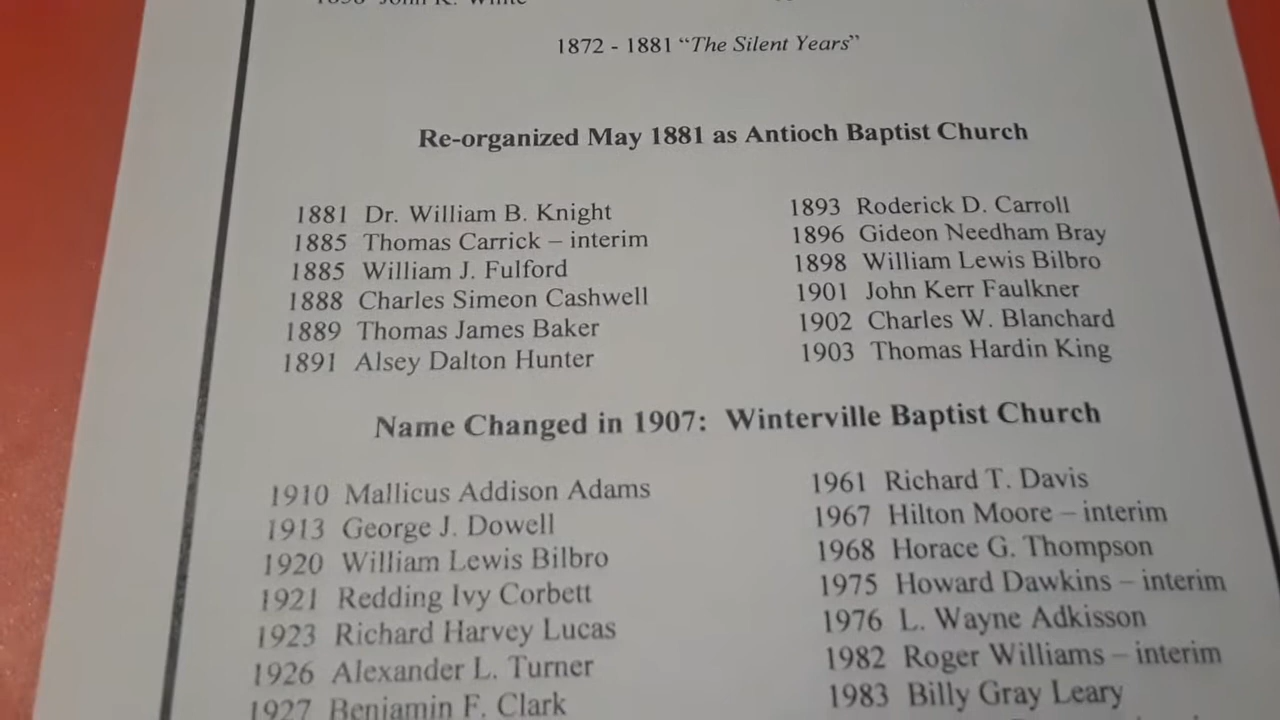 1872 - 1881 “The Silent Years”
Re-organized May 1881 as Antioch Baptist Church
1881 Dr. William B. Knight
1885 Thomas Carrick – interim
1885 William J. Fulford
1888 Charles Simeon Cashwell
1889 Thomas James Baker
1891 Alsey Dalton Hunter
1893 Roderick D. Carroll
1896 Gideon Needham Bray
1898 William Lewis Bilbro
1901 John Kerr Faulkner
1902 Charles W. Blanchard
1903 Thomas Hardin King
Name Changed in 1907: Winterville Baptist Church
1910 Mallicus Addison Adams
1913 George J. Dowell
1920 William Lewis Bilbro
1921 Redding Ivy Corbett
1923 Richard Harvey Lucas
1926 Alexander L. Turner
1927 Benjamin F. Clark
1961 Richard T. Davis
1967 Hilton Moore – interim
1968 Horace G. Thompson
1975 Howard Dawkins – interim
1976 L. Wayne Adkisson
1982 Roger Williams – interim
1983 Billy Gray Leary